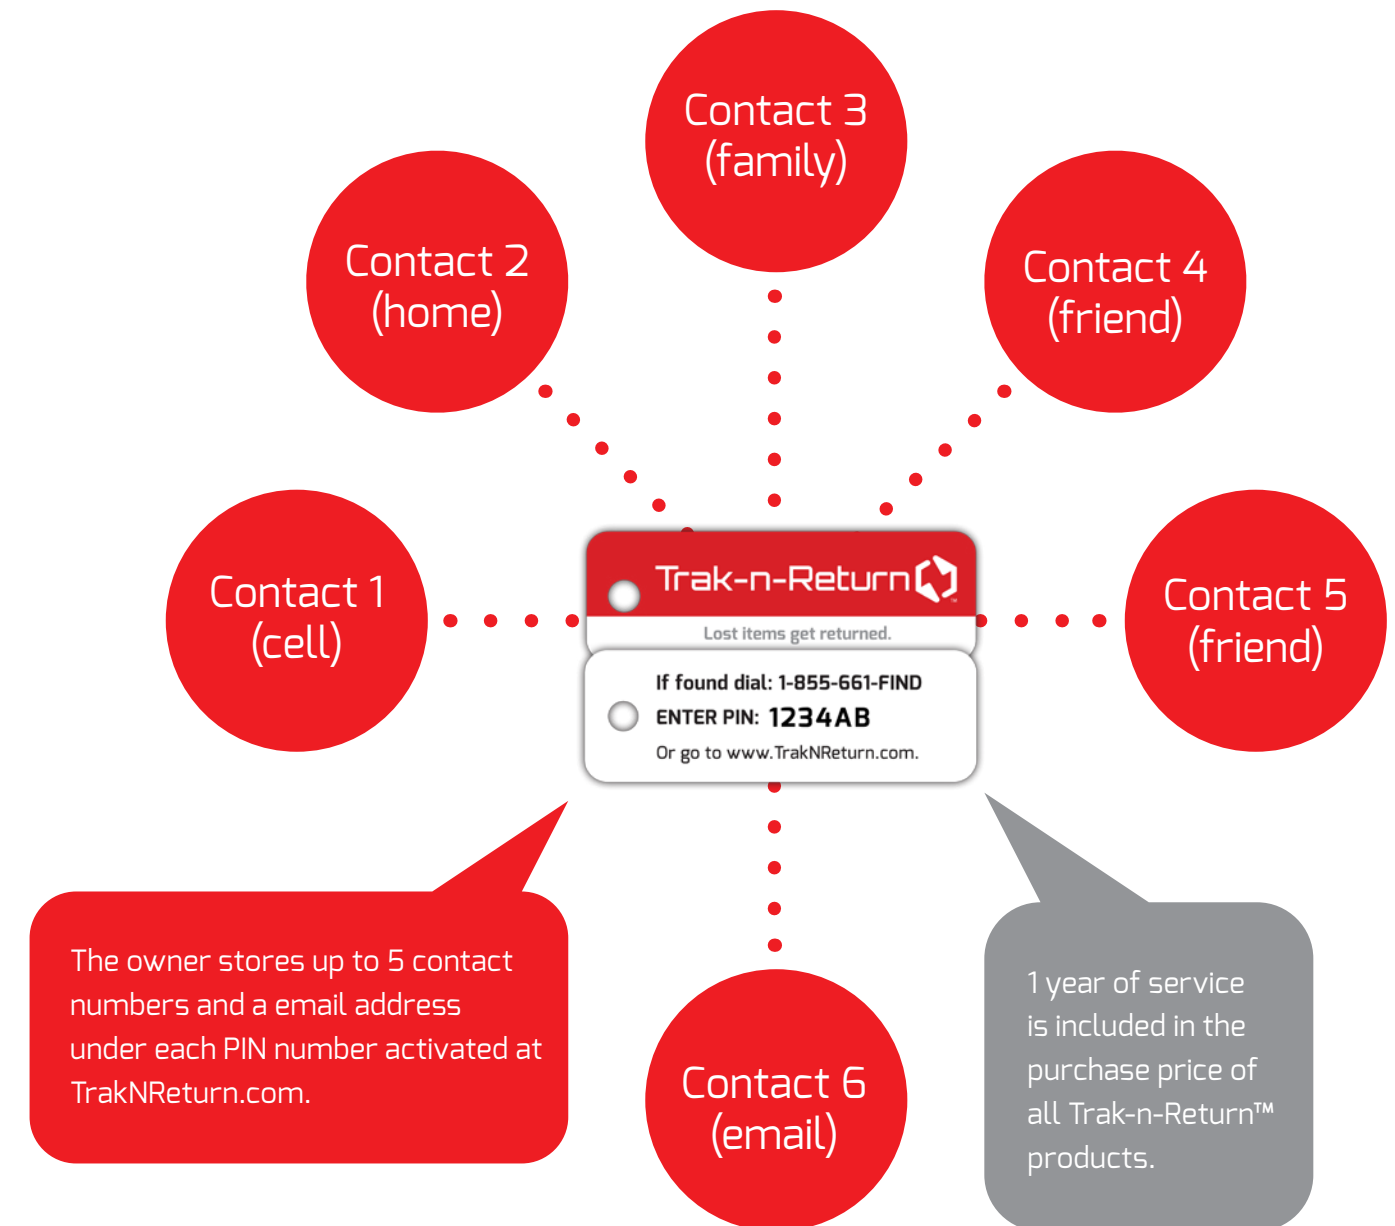 Contact 3
(family)
Contact 2
(home)
Contact 4
(friend)
Contact 1
(cell)
Trak-n-Return
TM
Lost items get returned.
If found dial: 1-855-661-FIND
ENTER PIN: 1234AB
Or go to www.TrakNReturn.com.
Contact 5
(friend)
The owner stores up to 5 contact
numbers and a email address
under each PIN number activated at
TrakNReturn.com.
Contact 6
(email)
1 year of service
is included in the
purchase price of
all Trak-n-Return™
products.